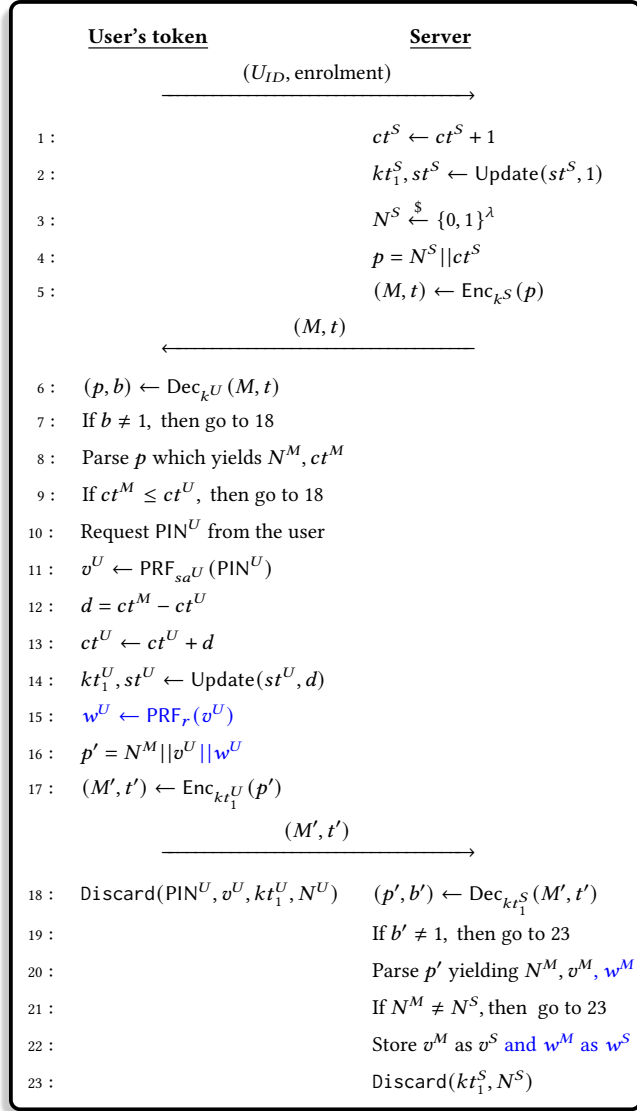 User's token Server
(U_ID, enrolment)
1 : ct^S ← ct^S + 1
2 : kt_1^S, st^S ← Update(st^S, 1)
3 : N^S ←$ {0, 1}^λ
4 : p = N^S||ct^S
5 : (M, t) ← Enc_{k^S}(p)
(M, t)
6 : (p, b) ← Dec_{k^U}(M, t)
7 : If b ≠ 1, then go to 18
8 : Parse p which yields N^M, ct^M
9 : If ct^M ≤ ct^U, then go to 18
10 : Request PIN^U from the user
11 : v^U ← PRF_{sa^U}(PIN^U)
12 : d = ct^M − ct^U
13 : ct^U ← ct^U + d
14 : kt_1^U, st^U ← Update(st^U, d)
15 : w^U ← PRF_r(v^U)
16 : p′ = N^M||v^U||w^U
17 : (M′, t′) ← Enc_{kt_1^U}(p′)
(M′, t′)
18 : Discard(PIN^U, v^U, kt_1^U, N^U) (p′, b′) ← Dec_{kt_1^S}(M′, t′)
19 : If b′ ≠ 1, then go to 23
20 : Parse p′ yielding N^M, v^M, w^M
21 : If N^M ≠ N^S, then go to 23
22 : Store v^M as v^S and w^M as w^S
23 : Discard(kt_1^S, N^S)